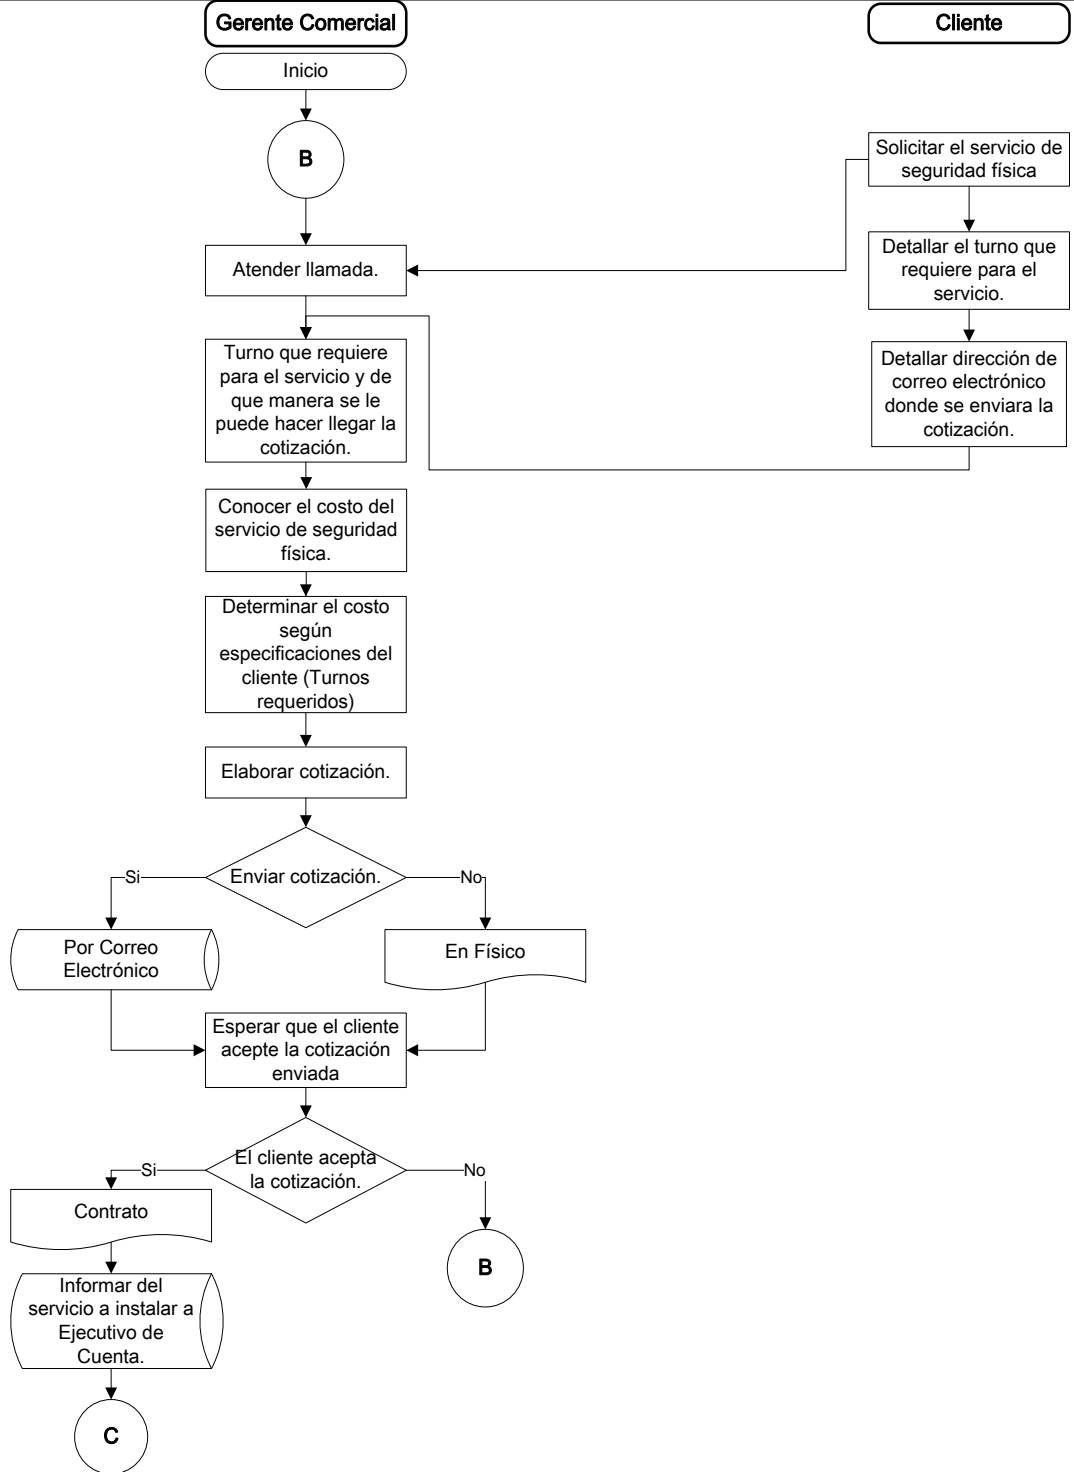 Gerente Comercial
Cliente
Inicio
B
Solicitar el servicio de
seguridad física
Atender llamada.
Detallar el turno que
requiere para el
servicio.
Turno que requiere
para el servicio y de
que manera se le
puede hacer llegar la
cotización.
Detallar dirección de
correo electrónico
donde se enviara la
cotización.
Conocer el costo del
servicio de seguridad
física.
Determinar el costo
según
especificaciones del
cliente (Turnos
requeridos)
Elaborar cotización.
Si
Enviar cotización.
No
Por Correo
Electrónico
En Físico
Esperar que el cliente
acepte la cotización
enviada
Si
El cliente acepta
la cotización.
No
Contrato
B
Informar del
servicio a instalar a
Ejecutivo de
Cuenta.
C